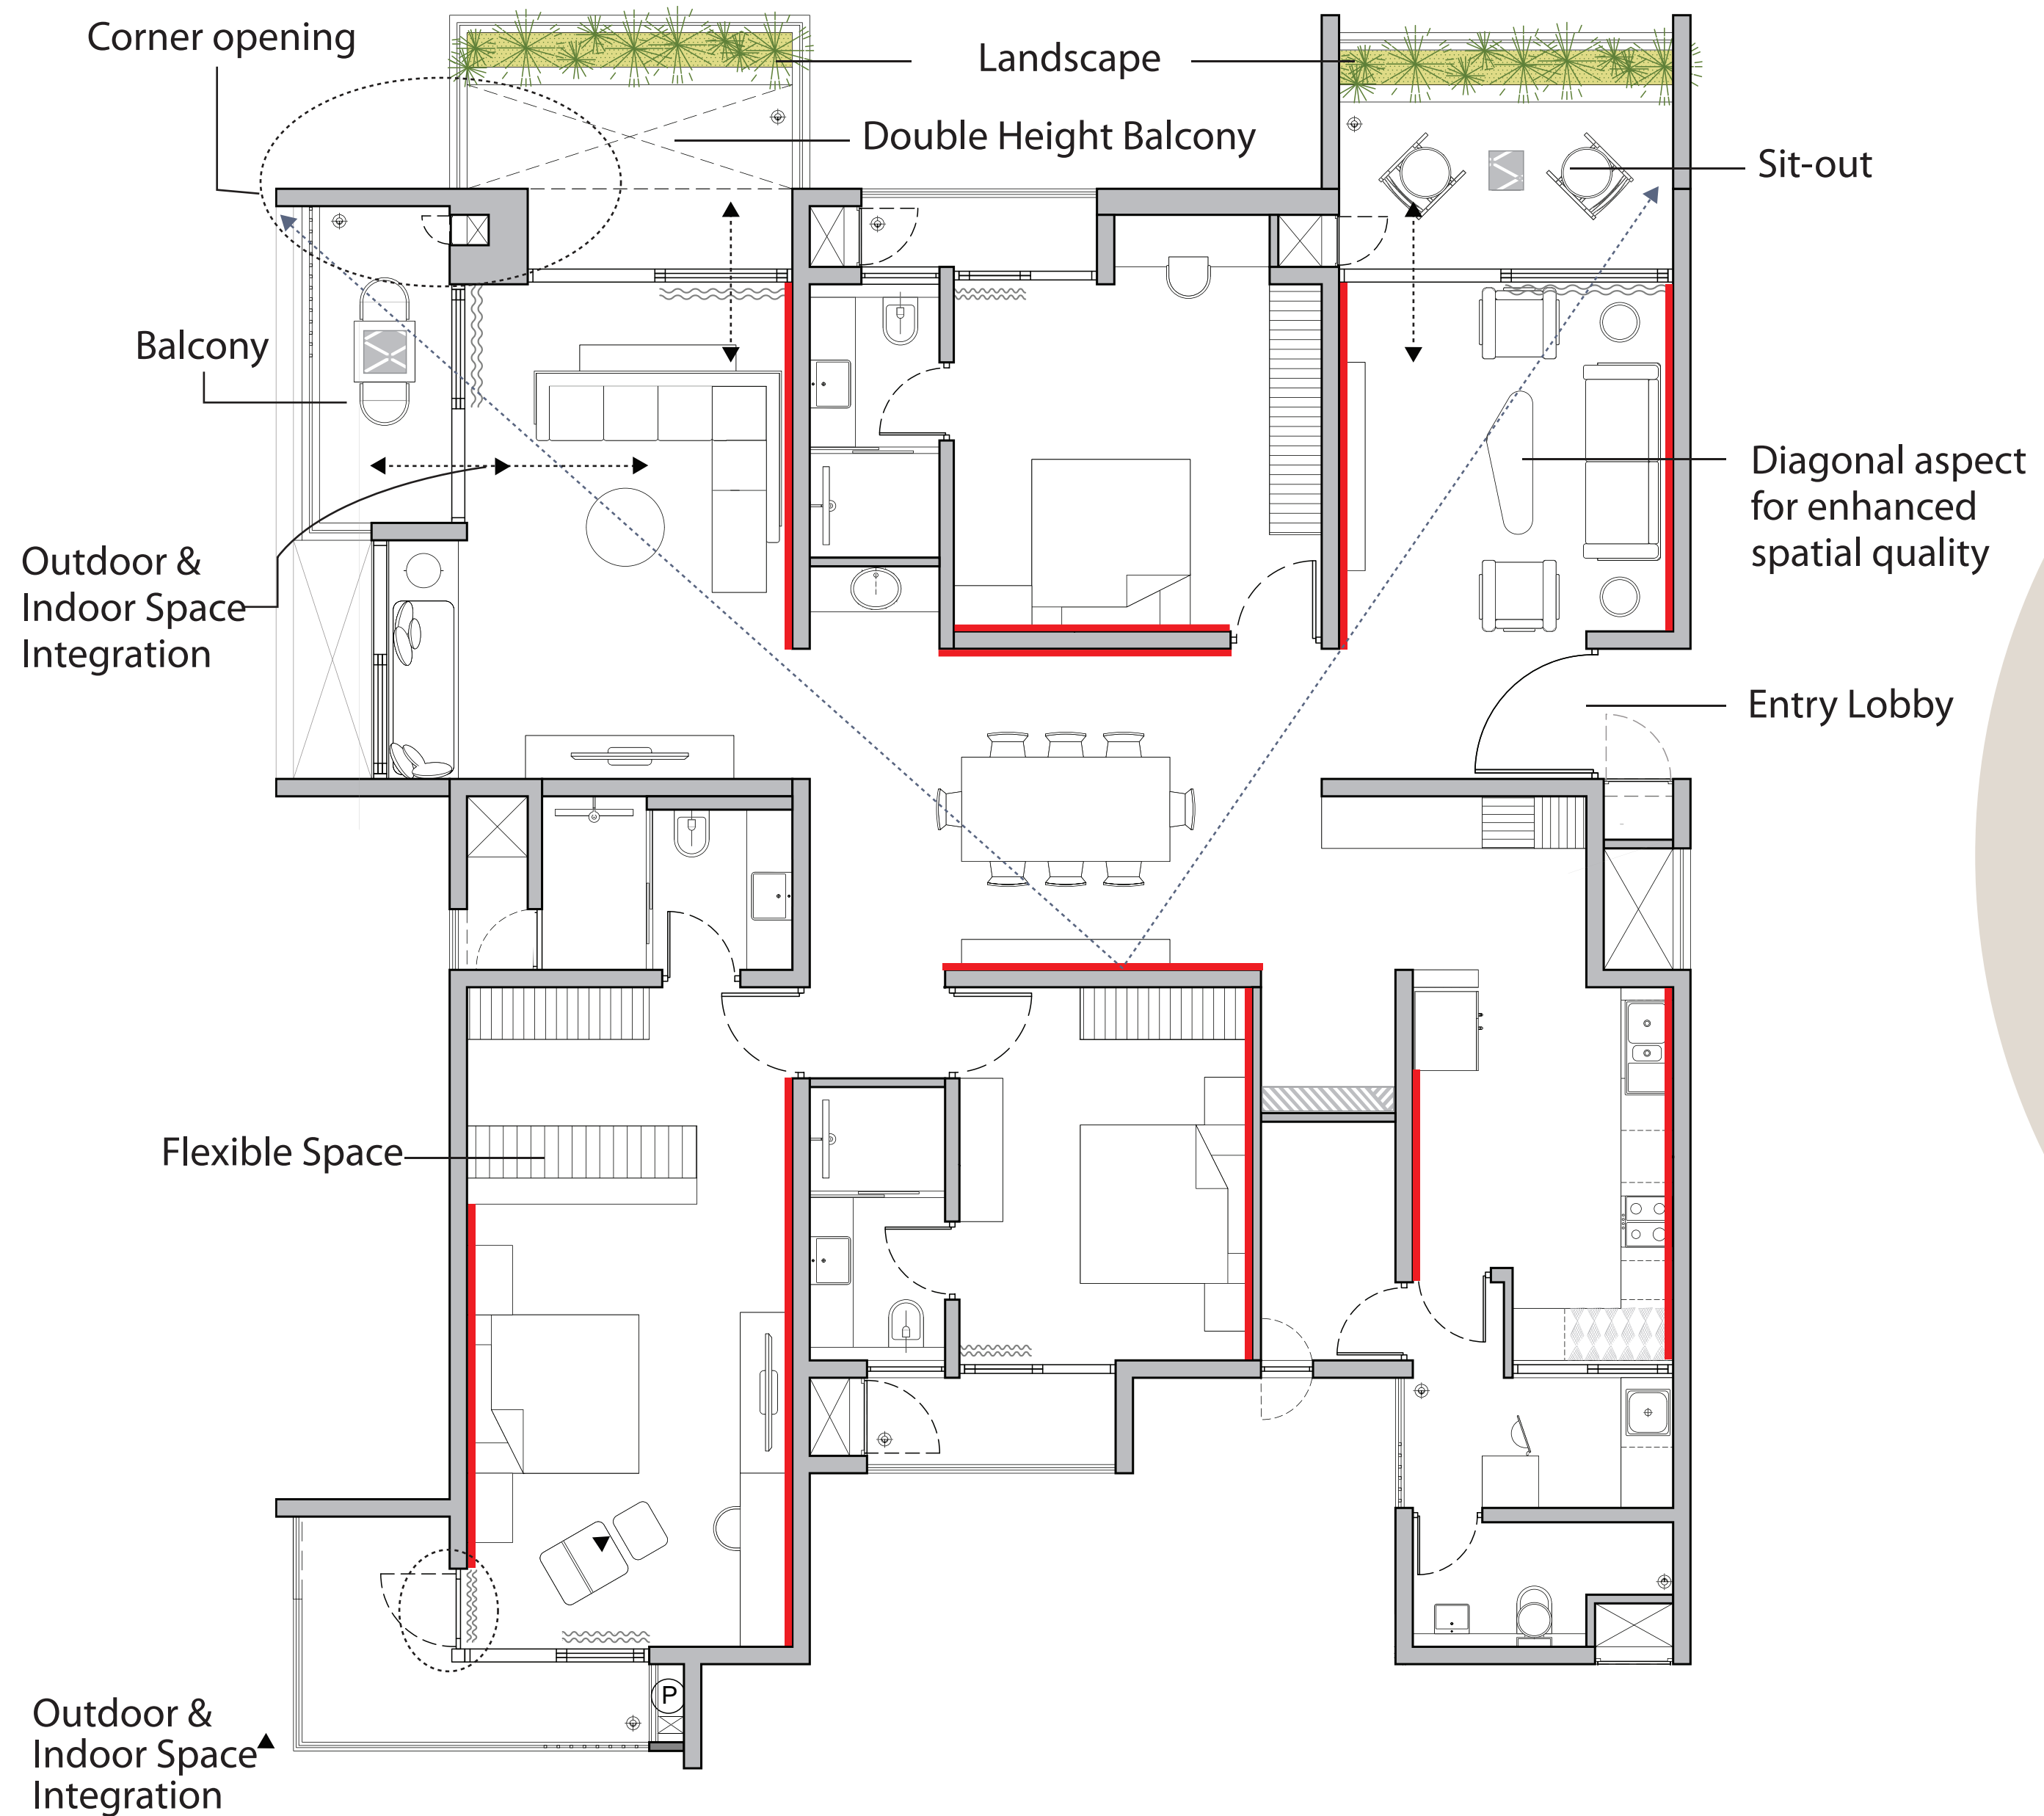 Corner opening
Landscape
Double Height Balcony
Sit-out
Balcony
Diagonal aspect
for enhanced
spatial quality
Outdoor &
Indoor Space
Integration
Entry Lobby
Flexible Space
P
Outdoor &
Indoor Space
Integration